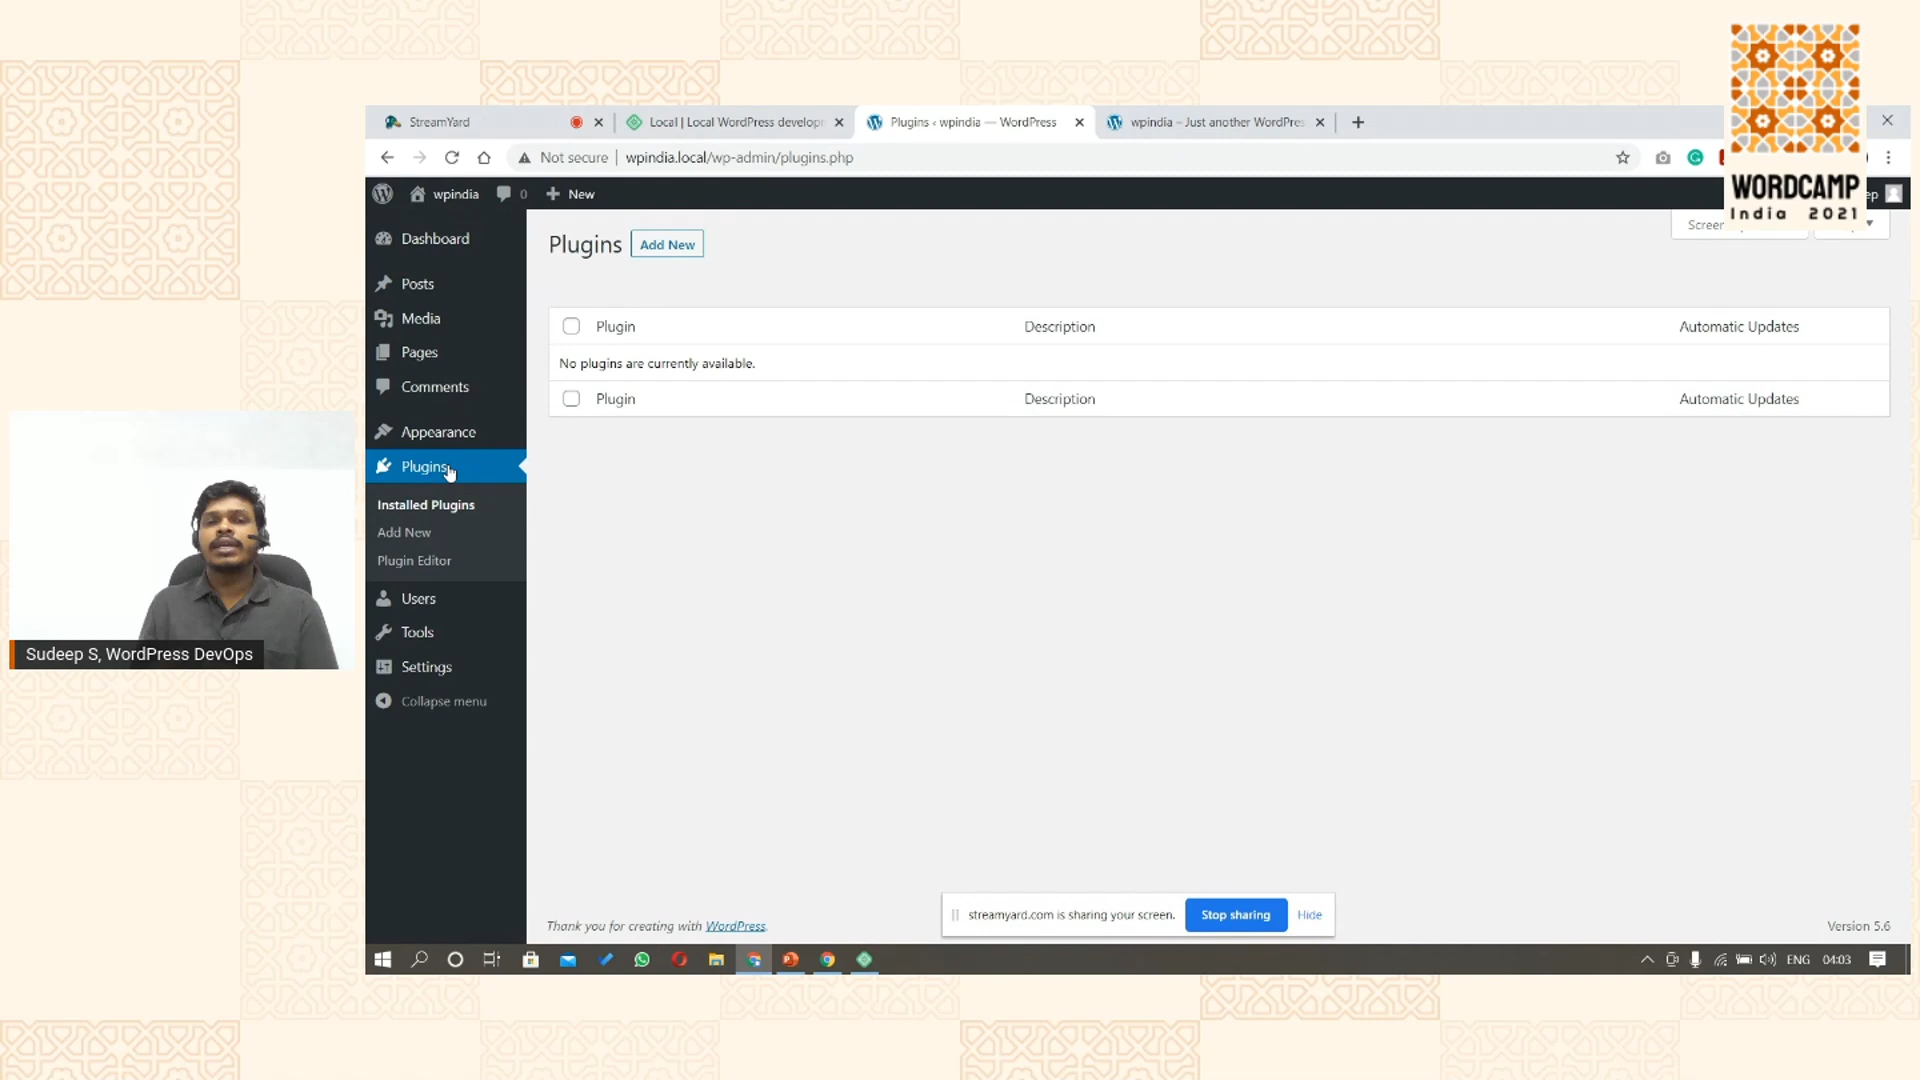 WORDCAMP
India 2021
StreamYard
Local | Local WordPress develop
Plugins ‹ wpindia — WordPress
wpindia – Just another WordPres
Not secure | wpindia.local/wp-admin/plugins.php
wpindia
0
New
ep
Dashboard
Posts
Media
Pages
Comments
Appearance
Plugins
Installed Plugins
Add New
Plugin Editor
Users
Tools
Settings
Collapse menu
Plugins
Add New
Screen
Plugin Description Automatic Updates
No plugins are currently available.
Plugin Description Automatic Updates
Sudeep S, WordPress DevOps
Thank you for creating with WordPress.
streamyard.com is sharing your screen.
Stop sharing
Hide
Version 5.6
ENG
04:03